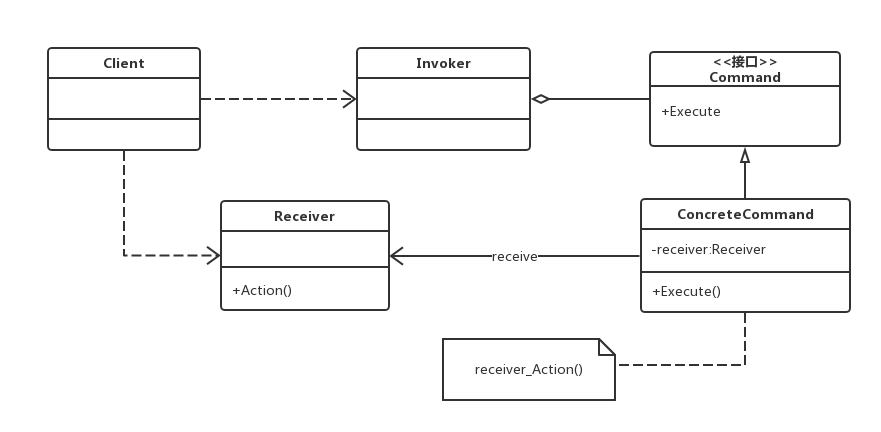 Client
Invoker
<<接口>>
Command
+Execute
Receiver
+Action()
receive
ConcreteCommand
-receiver:Receiver
+Execute()
receiver_Action()